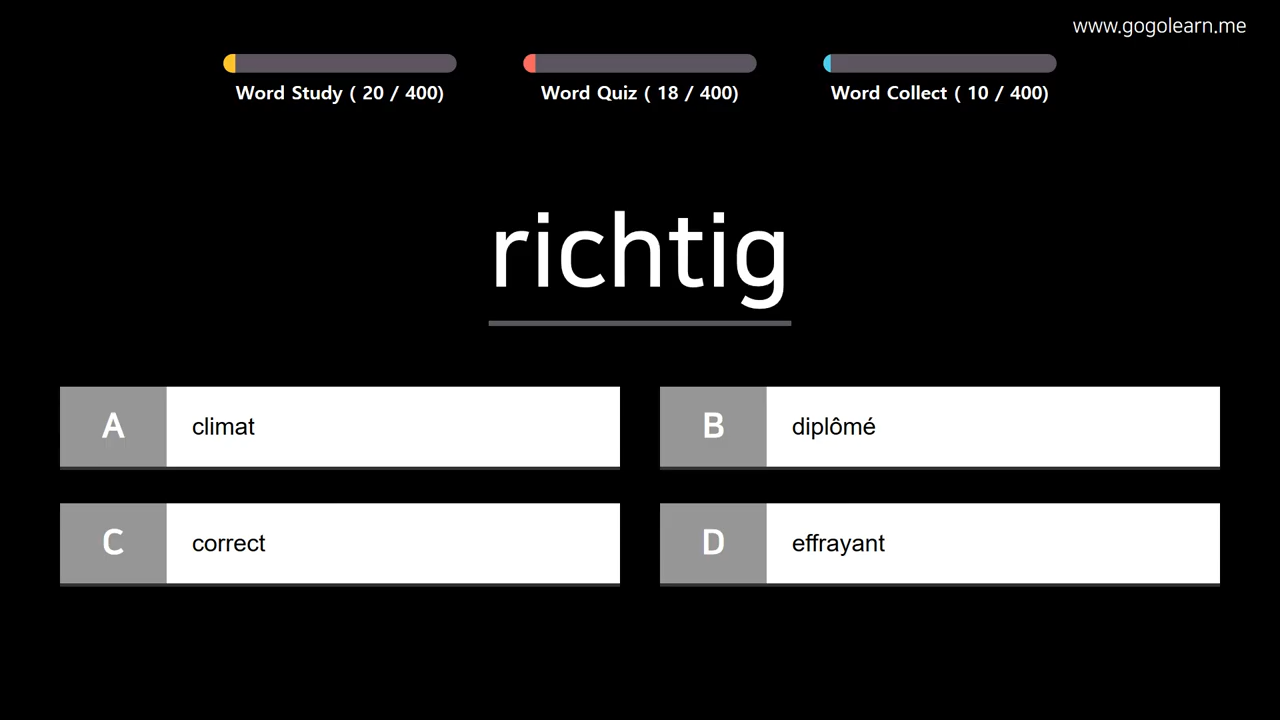 www.gogolearn.me
Word Study ( 20 / 400)
Word Quiz ( 18 / 400)
Word Collect ( 10 / 400)
richtig
A climat
B diplômé
C correct
D effrayant